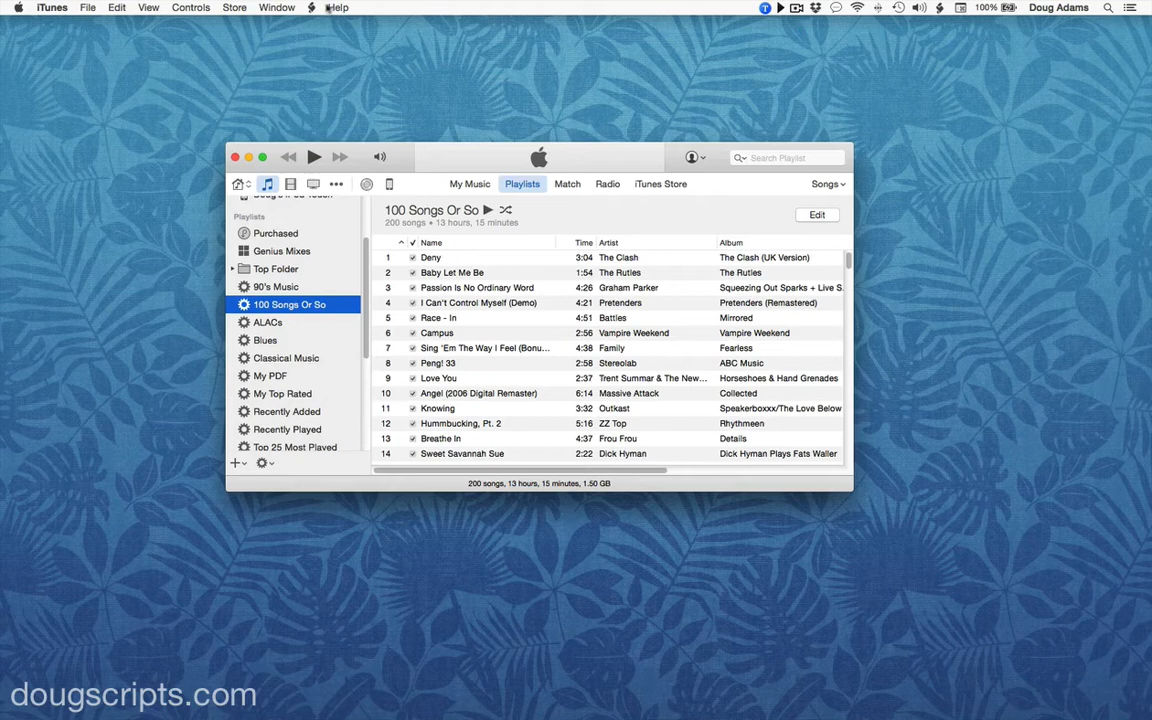 iTunes File Edit View Controls Store Window Help 100% Doug Adams
Search Playlist
My Music Playlists Match Radio iTunes Store Songs
Playlists
Purchased
Genius Mixes
Top Folder
90's Music
100 Songs Or So
ALACs
Blues
Classical Music
My PDF
My Top Rated
Recently Added
Recently Played
Top 25 Most Played
100 Songs Or So
200 songs • 13 hours, 15 minutes
Edit
Name Time Artist Album
1 Deny 3:04 The Clash The Clash (UK Version)
2 Baby Let Me Be 1:54 The Rutles The Rutles
3 Passion Is No Ordinary Word 4:26 Graham Parker Squeezing Out Sparks + Live S.
4 I Can't Control Myself (Demo) 4:21 Pretenders Pretenders (Remastered)
5 Race - In 4:51 Battles Mirrored
6 Campus 2:56 Vampire Weekend Vampire Weekend
7 Sing 'Em The Way I Feel (Bonu... 4:38 Family Fearless
8 Peng! 33 2:58 Stereolab ABC Music
9 Love You 2:37 Trent Summar & The New... Horseshoes & Hand Grenades
10 Angel (2006 Digital Remaster) 6:14 Massive Attack Collected
11 Knowing 3:32 Outkast Speakerboxxx/The Love Below
12 Hummbucking, Pt. 2 5:16 ZZ Top Rhythmeen
13 Breathe In 4:37 Frou Frou Details
14 Sweet Savannah Sue 2:22 Dick Hyman Dick Hyman Plays Fats Waller
200 songs, 13 hours, 15 minutes, 1.50 GB
dougscripts.com